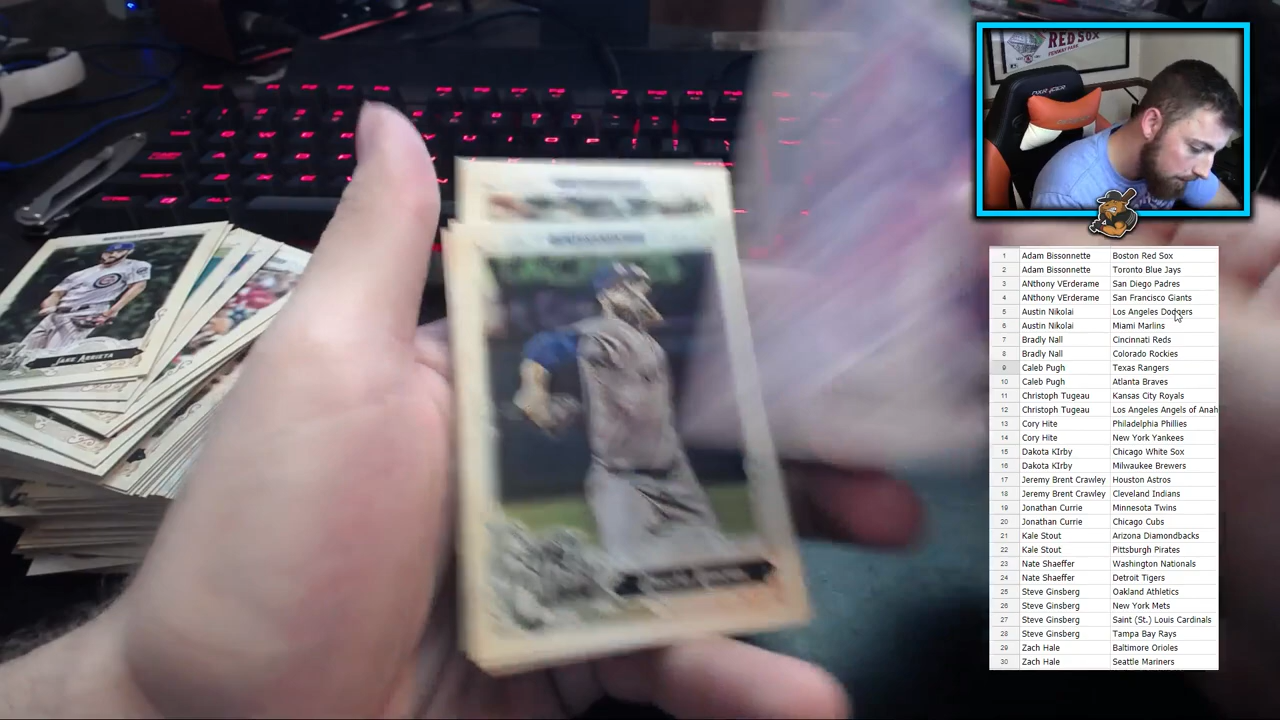 RED SOX
FENWAY PARK
DXRACER
JAKE ARRIETA
1 Adam Bissonnette Boston Red Sox
2 Adam Bissonnette Toronto Blue Jays
3 ANthony VErderame San Diego Padres
4 ANthony VErderame San Francisco Giants
5 Austin Nikolai Los Angeles Dodgers
6 Austin Nikolai Miami Marlins
7 Bradly Nall Cincinnati Reds
8 Bradly Nall Colorado Rockies
9 Caleb Pugh Texas Rangers
10 Caleb Pugh Atlanta Braves
11 Christoph Tugeau Kansas City Royals
12 Christoph Tugeau Los Angeles Angels of Anah
13 Cory Hite Philadelphia Phillies
14 Cory Hite New York Yankees
15 Dakota KIrby Chicago White Sox
16 Dakota KIrby Milwaukee Brewers
17 Jeremy Brent Crawley Houston Astros
18 Jeremy Brent Crawley Cleveland Indians
19 Jonathan Currie Minnesota Twins
20 Jonathan Currie Chicago Cubs
21 Kale Stout Arizona Diamondbacks
22 Kale Stout Pittsburgh Pirates
23 Nate Shaeffer Washington Nationals
24 Nate Shaeffer Detroit Tigers
25 Steve Ginsberg Oakland Athletics
26 Steve Ginsberg New York Mets
27 Steve Ginsberg Saint (St.) Louis Cardinals
28 Steve Ginsberg Tampa Bay Rays
29 Zach Hale Baltimore Orioles
30 Zach Hale Seattle Mariners